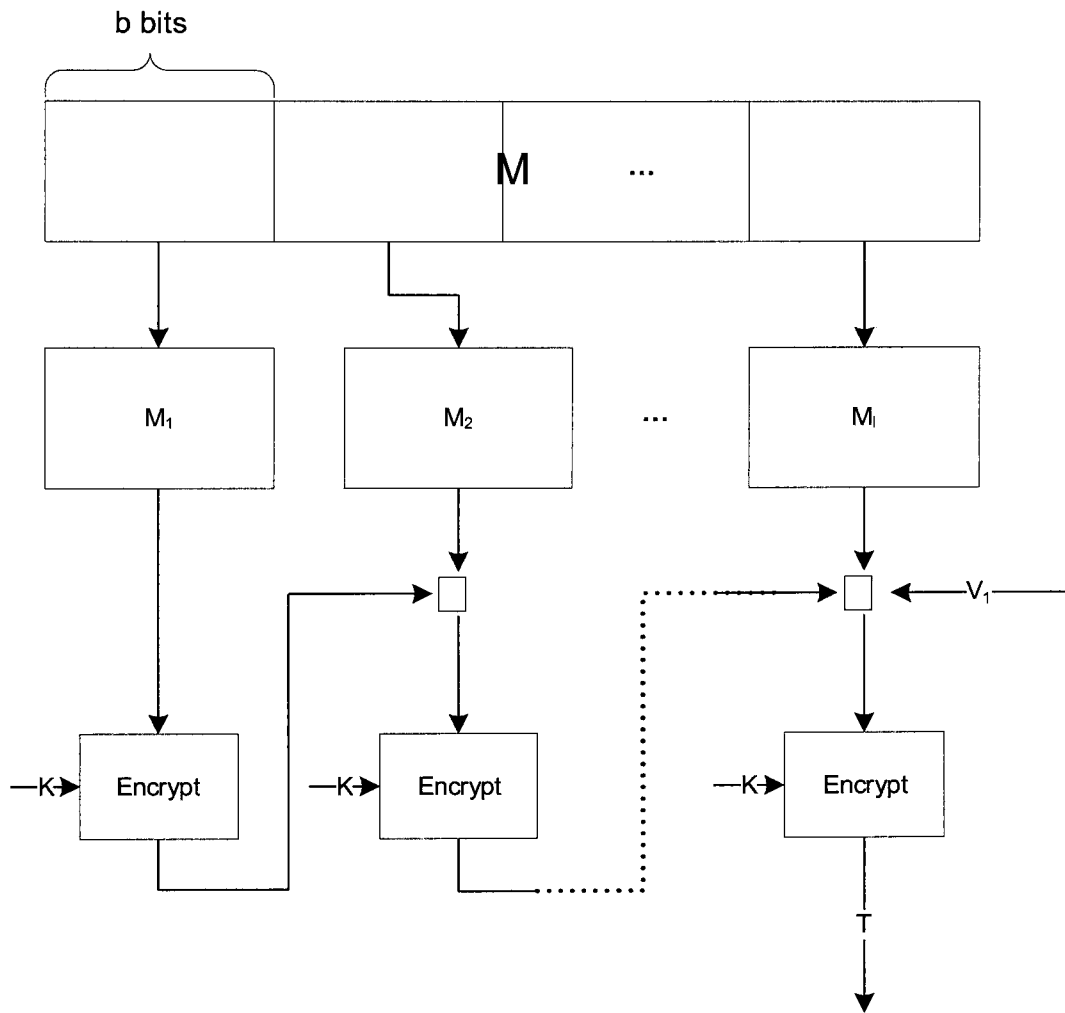 b bits
M ...
M₁ M₂ ... Mₗ
V₁
K Encrypt K Encrypt K Encrypt
T